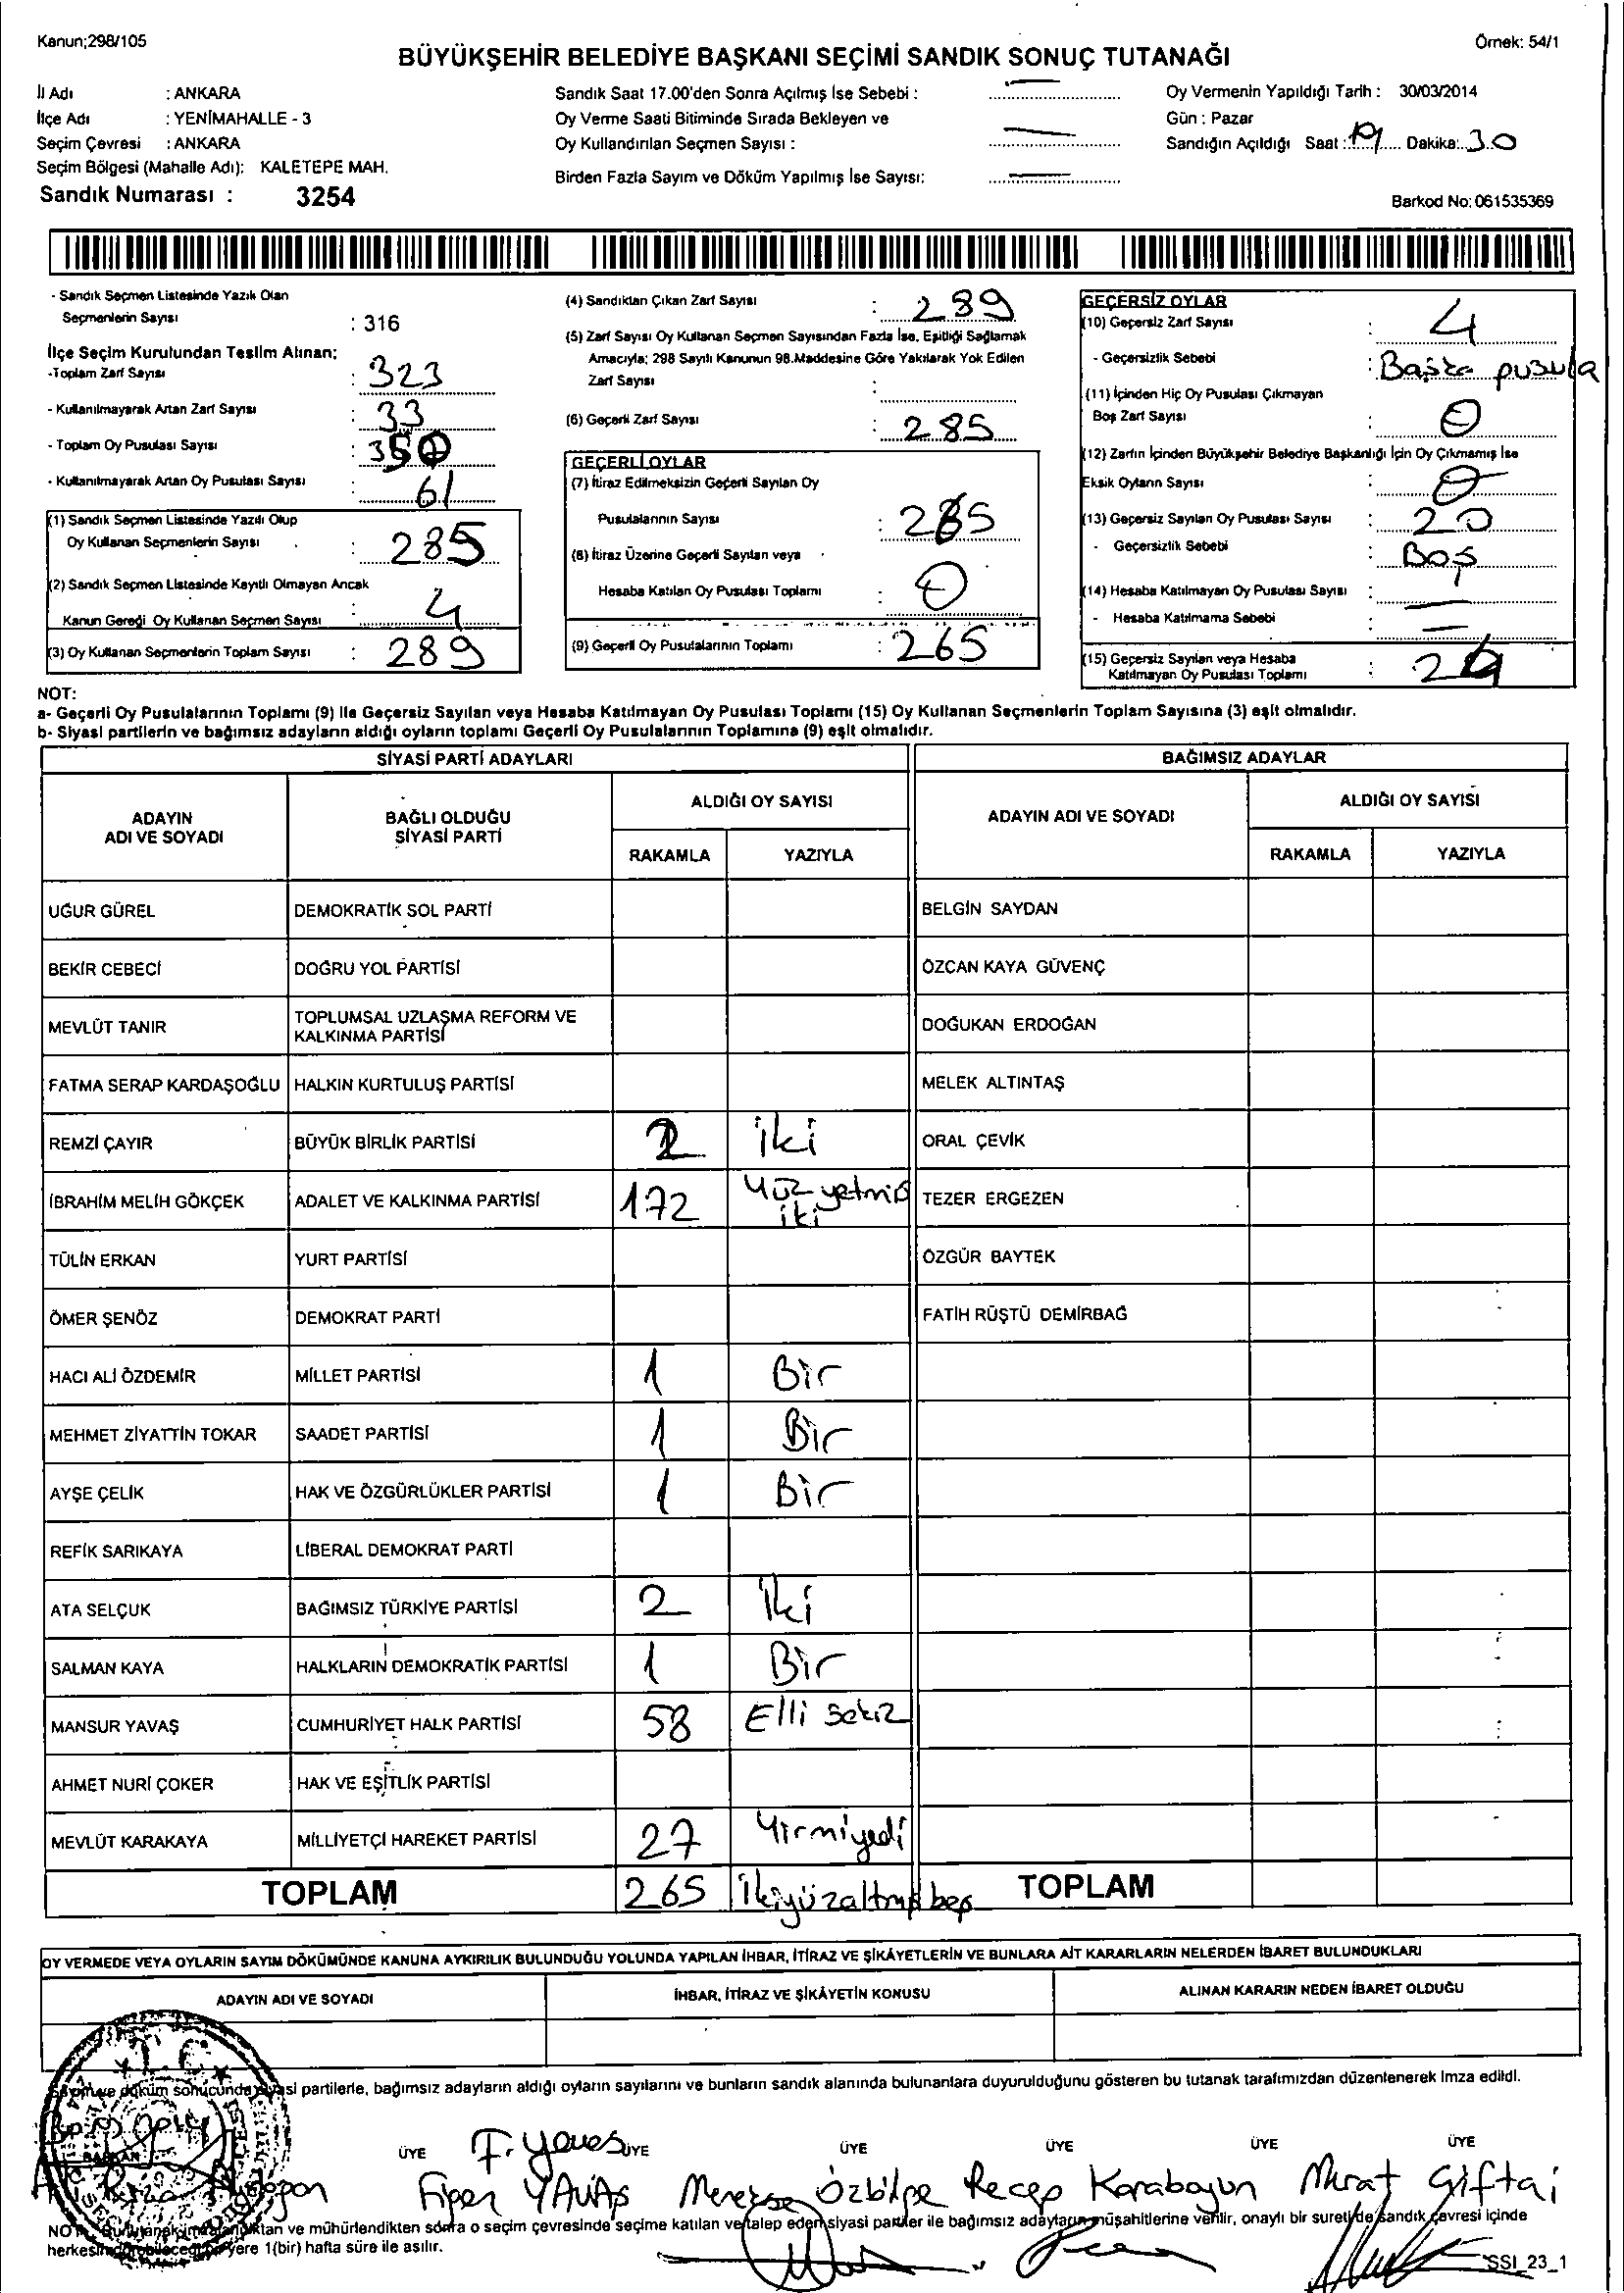 Kanun;298/105
Örnek: 54/1
BÜYÜKŞEHİR BELEDİYE BAŞKANI SEÇİMİ SANDIK SONUÇ TUTANAĞI
İl Adı : ANKARA
İlçe Adı : YENİMAHALLE - 3
Seçim Çevresi : ANKARA
Seçim Bölgesi (Mahalle Adı): KALETEPE MAH.
Sandık Numarası : 3254
Sandık Saat 17.00'den Sonra Açılmış İse Sebebi : —
Oy Verme Saati Bitiminde Sırada Bekleyen ve
Oy Kullandırılan Seçmen Sayısı : —
Birden Fazla Sayım ve Döküm Yapılmış İse Sayısı: —
Oy Vermenin Yapıldığı Tarih : 30/03/2014
Gün : Pazar
Sandığın Açıldığı Saat : 19 Dakika: 30
Barkod No: 061535369
- Sandık Seçmen Listesinde Yazılı Olan
Seçmenlerin Sayısı : 316
İlçe Seçim Kurulundan Teslim Alınan;
-Toplam Zarf Sayısı : 323
- Kullanılmayarak Artan Zarf Sayısı : 33
- Toplam Oy Pusulası Sayısı : 350
- Kullanılmayarak Artan Oy Pusulası Sayısı : 61
(1) Sandık Seçmen Listesinde Yazılı Olup
Oy Kullanan Seçmenlerin Sayısı : 285
(2) Sandık Seçmen Listesinde Kayıtlı Olmayan Ancak
Kanun Gereği Oy Kullanan Seçmen Sayısı : 4
(3) Oy Kullanan Seçmenlerin Toplam Sayısı : 289
(4) Sandıktan Çıkan Zarf Sayısı : 289
(5) Zarf Sayısı Oy Kullanan Seçmen Sayısından Fazla İse, Eşitliği Sağlamak
Amacıyla; 298 Sayılı Kanunun 98.Maddesine Göre Yakılarak Yok Edilen
Zarf Sayısı :
(6) Geçerli Zarf Sayısı : 285
GEÇERLİ OYLAR
(7) İtiraz Edilmeksizin Geçerli Sayılan Oy
Pusulalarının Sayısı : 265
(8) İtiraz Üzerine Geçerli Sayılan veya
Hesaba Katılan Oy Pusulası Toplamı : 0
(9) Geçerli Oy Pusulalarının Toplamı : 265
GEÇERSİZ OYLAR
(10) Geçersiz Zarf Sayısı : 4
- Geçersizlik Sebebi : Başka pusula
(11) İçinden Hiç Oy Pusulası Çıkmayan
Boş Zarf Sayısı : 0
(12) Zarfın İçinden Büyükşehir Belediye Başkanlığı İçin Oy Çıkmamış İse
Eksik Oyların Sayısı : 0
(13) Geçersiz Sayılan Oy Pusulası Sayısı : 20
- Geçersizlik Sebebi : Boş
(14) Hesaba Katılmayan Oy Pusulası Sayısı : —
- Hesaba Katılmama Sebebi : —
(15) Geçersiz Sayılan veya Hesaba
Katılmayan Oy Pusulası Toplamı : 24
NOT:
a- Geçerli Oy Pusulalarının Toplamı (9) ile Geçersiz Sayılan veya Hesaba Katılmayan Oy Pusulası Toplamı (15) Oy Kullanan Seçmenlerin Toplam Sayısına (3) eşit olmalıdır.
b- Siyasi partilerin ve bağımsız adayların aldığı oyların toplamı Geçerli Oy Pusulalarının Toplamına (9) eşit olmalıdır.
SİYASİ PARTİ ADAYLARI
BAĞIMSIZ ADAYLAR
ADAYIN ADI VE SOYADI
BAĞLI OLDUĞU SİYASİ PARTİ
ALDIĞI OY SAYISI
RAKAMLA YAZIYLA
ADAYIN ADI VE SOYADI
ALDIĞI OY SAYISI
RAKAMLA YAZIYLA
UĞUR GÜREL DEMOKRATİK SOL PARTİ BELGİN SAYDAN
BEKİR CEBECİ DOĞRU YOL PARTİSİ ÖZCAN KAYA GÜVENÇ
MEVLÜT TANIR TOPLUMSAL UZLAŞMA REFORM VE KALKINMA PARTİSİ DOĞUKAN ERDOĞAN
FATMA SERAP KARDAŞOĞLU HALKIN KURTULUŞ PARTİSİ MELEK ALTINTAŞ
REMZİ ÇAYIR BÜYÜK BİRLİK PARTİSİ 2 iki ORAL ÇEVİK
İBRAHİM MELİH GÖKÇEK ADALET VE KALKINMA PARTİSİ 172 Yüz yetmiş iki TEZER ERGEZEN
TÜLİN ERKAN YURT PARTİSİ ÖZGÜR BAYTEK
ÖMER ŞENÖZ DEMOKRAT PARTİ FATİH RÜŞTÜ DEMİRBAĞ
HACI ALİ ÖZDEMİR MİLLET PARTİSİ 1 Bir
MEHMET ZİYATTİN TOKAR SAADET PARTİSİ 1 Bir
AYŞE ÇELİK HAK VE ÖZGÜRLÜKLER PARTİSİ 1 Bir
REFİK SARIKAYA LİBERAL DEMOKRAT PARTİ
ATA SELÇUK BAĞIMSIZ TÜRKİYE PARTİSİ 2 iki
SALMAN KAYA HALKLARIN DEMOKRATİK PARTİSİ 1 Bir
MANSUR YAVAŞ CUMHURİYET HALK PARTİSİ 58 Elli sekiz
AHMET NURİ ÇOKER HAK VE EŞİTLİK PARTİSİ
MEVLÜT KARAKAYA MİLLİYETÇİ HAREKET PARTİSİ 27 Yirmiyedi
TOPLAM 265 ikiyüzaltmışbeş TOPLAM
OY VERMEDE VEYA OYLARIN SAYIM DÖKÜMÜNDE KANUNA AYKIRILIK BULUNDUĞU YOLUNDA YAPILAN İHBAR, İTİRAZ VE ŞİKÂYETLERİN VE BUNLARA AİT KARARLARIN NELERDEN İBARET BULUNDUKLARI
ADAYIN ADI VE SOYADI
İHBAR, İTİRAZ VE ŞİKÂYETİN KONUSU
ALINAN KARARIN NEDEN İBARET OLDUĞU
T.C.
Sayım ve döküm sonucunda siyasi partilerle, bağımsız adayların aldığı oyların sayılarını ve bunların sandık alanında bulunanlara duyurulduğunu gösteren bu tutanak tarafımızdan düzenlenerek imza edildi.
BAŞKAN ÜYE F. Yavaş ÜYE ÜYE ÜYE ÜYE ÜYE
Figen YAVAŞ Özbilge Recep Karaboyun Murat Çiftçi
NOT: Bu tutanak imzalandıktan ve mühürlendikten sonra o seçim çevresinde seçime katılan ve talep eden siyasi partiler ile bağımsız adayların müşahitlerine verilir, onaylı bir sureti de sandık çevresi içinde
herkesin görebileceği bir yere 1(bir) hafta süre ile asılır.
SSI_23_1